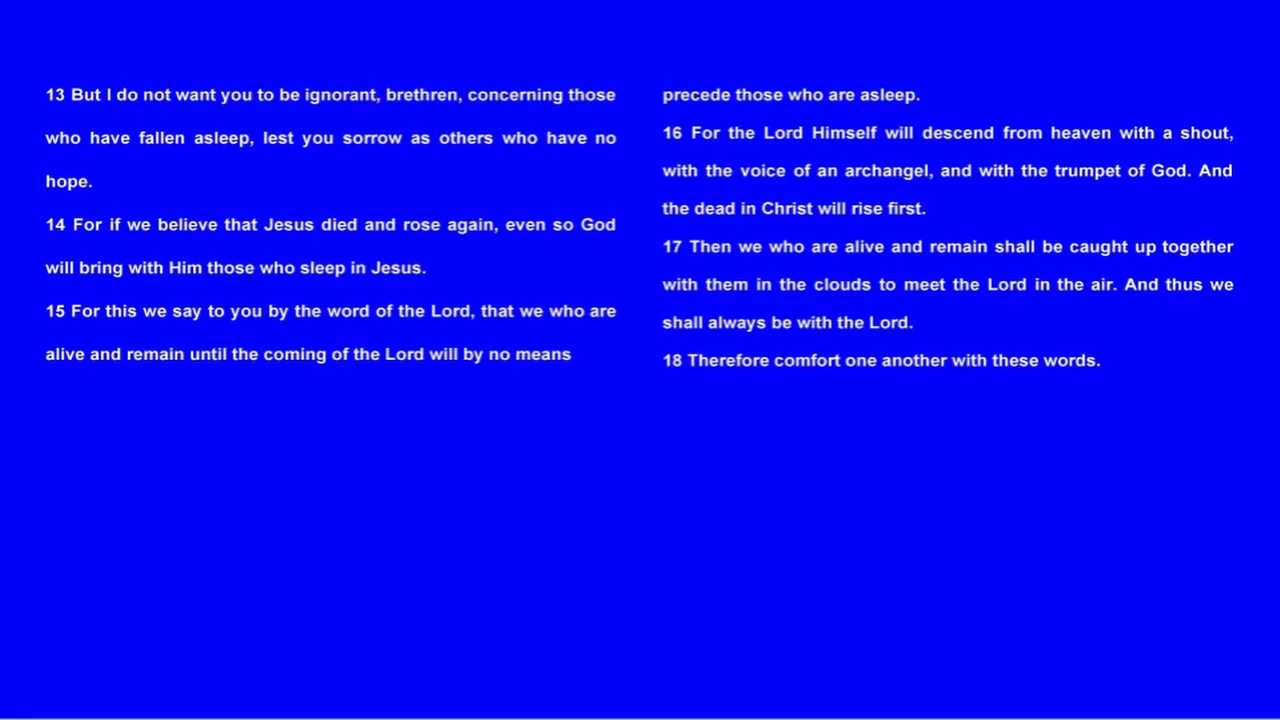 13 But I do not want you to be ignorant, brethren, concerning those
who have fallen asleep, lest you sorrow as others who have no
hope.
14 For if we believe that Jesus died and rose again, even so God
will bring with Him those who sleep in Jesus.
15 For this we say to you by the word of the Lord, that we who are
alive and remain until the coming of the Lord will by no means
precede those who are asleep.
16 For the Lord Himself will descend from heaven with a shout,
with the voice of an archangel, and with the trumpet of God. And
the dead in Christ will rise first.
17 Then we who are alive and remain shall be caught up together
with them in the clouds to meet the Lord in the air. And thus we
shall always be with the Lord.
18 Therefore comfort one another with these words.